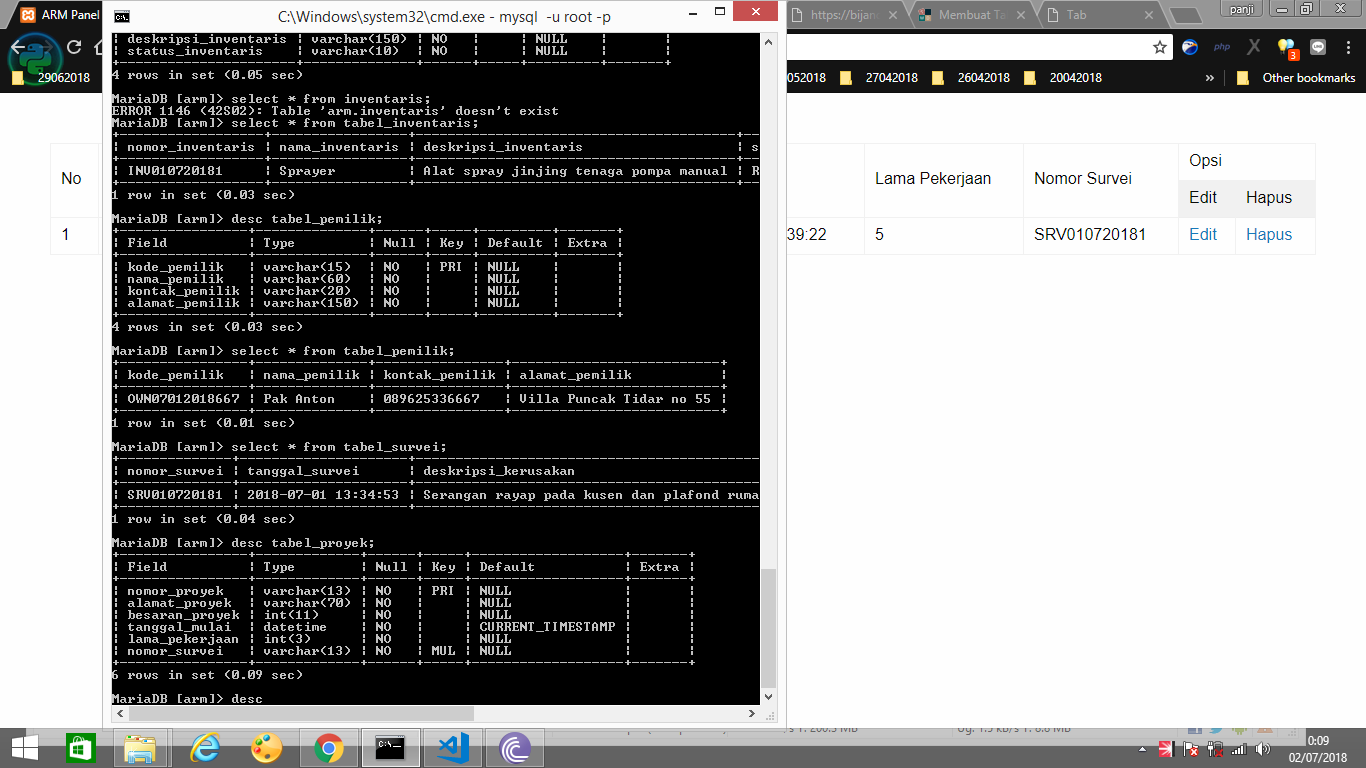 C:\Windows\system32\cmd.exe - mysql -u root -p
| deskripsi_inventaris | varchar(150) | NO | | NULL | |
| status_inventaris | varchar(10) | NO | | NULL | |
4 rows in set (0.05 sec)
MariaDB [arm]> select * from inventaris;
ERROR 1146 (42S02): Table 'arm.inventaris' doesn't exist
MariaDB [arm]> select * from tabel_inventaris;
| nomor_inventaris | nama_inventaris | deskripsi_inventaris | s
| INV010720181 | Sprayer | Alat spray jinjing tenaga pompa manual | R
1 row in set (0.03 sec)
MariaDB [arm]> desc tabel_pemilik;
| Field | Type | Null | Key | Default | Extra |
| kode_pemilik | varchar(15) | NO | PRI | NULL | |
| nama_pemilik | varchar(60) | NO | | NULL | |
| kontak_pemilik | varchar(20) | NO | | NULL | |
| alamat_pemilik | varchar(150) | NO | | NULL | |
4 rows in set (0.03 sec)
MariaDB [arm]> select * from tabel_pemilik;
| kode_pemilik | nama_pemilik | kontak_pemilik | alamat_pemilik |
| OWN07012018667 | Pak Anton | 089625336667 | Villa Puncak Tidar no 55 |
1 row in set (0.01 sec)
MariaDB [arm]> select * from tabel_survei;
| nomor_survei | tanggal_survei | deskripsi_kerusakan
| SRV010720181 | 2018-07-01 13:34:53 | Serangan rayap pada kusen dan plafond ruma
1 row in set (0.04 sec)
MariaDB [arm]> desc tabel_proyek;
| Field | Type | Null | Key | Default | Extra |
| nomor_proyek | varchar(13) | NO | PRI | NULL | |
| alamat_proyek | varchar(70) | NO | | NULL | |
| besaran_proyek | int(11) | NO | | NULL | |
| tanggal_mulai | datetime | NO | | CURRENT_TIMESTAMP | |
| lama_pekerjaan | int(3) | NO | | NULL | |
| nomor_survei | varchar(13) | NO | MUL | NULL | |
6 rows in set (0.09 sec)
MariaDB [arm]> desc
ARM Panel
https://bijan
Membuat Ta
Tab
panji
php
3
29062018
052018 27042018 26042018 20042018 » Other bookmarks
No Lama Pekerjaan Nomor Survei Opsi
Edit Hapus
1 39:22 5 SRV010720181 Edit Hapus
0:09
02/07/2018